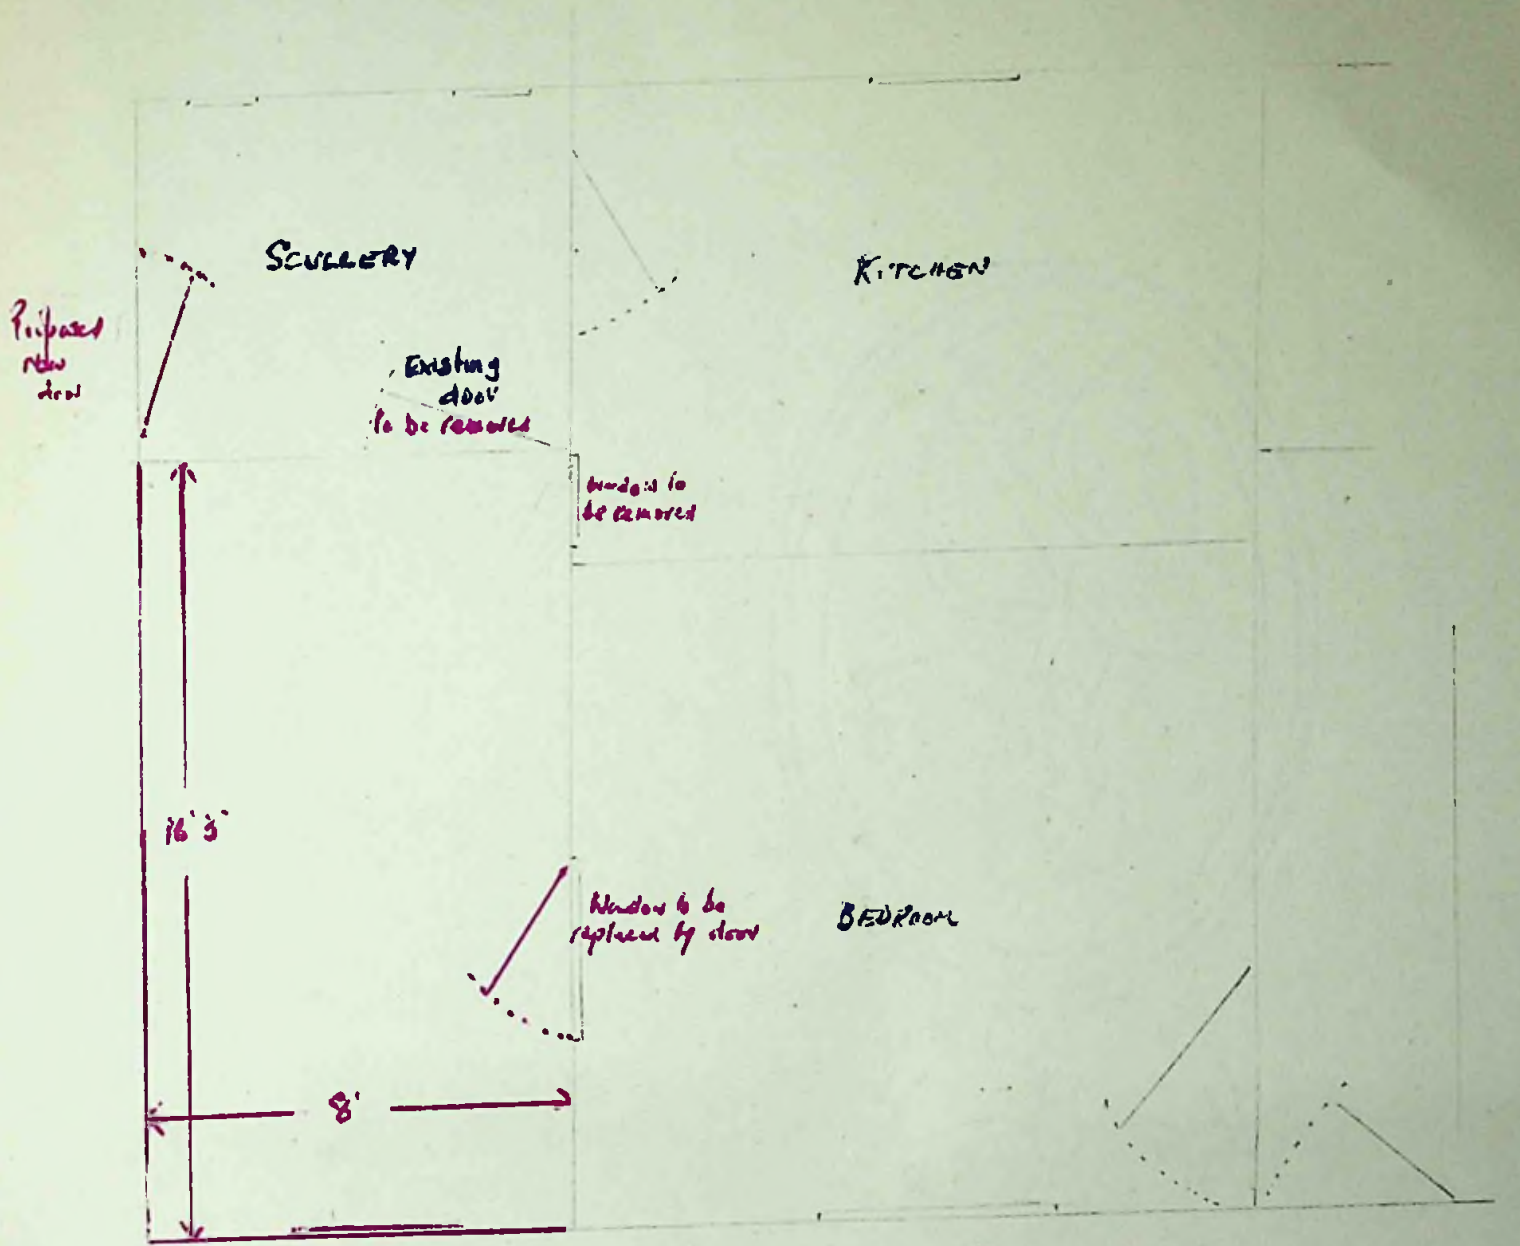 SCULLERY
KITCHEN
Proposed
new
door
Existing
door
to be removed
Window to
be removed
16' 3"
Window to be
replaced by door
BEDROOM
8'